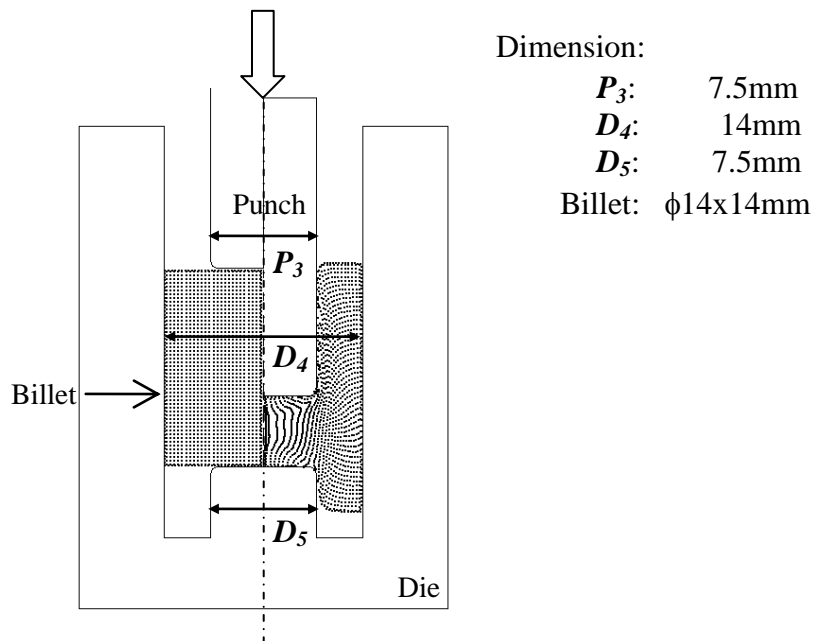 Dimension:
P3: 7.5mm
D4: 14mm
D5: 7.5mm
Billet: ϕ14x14mm
Punch
P3
D4
Billet
D5
Die